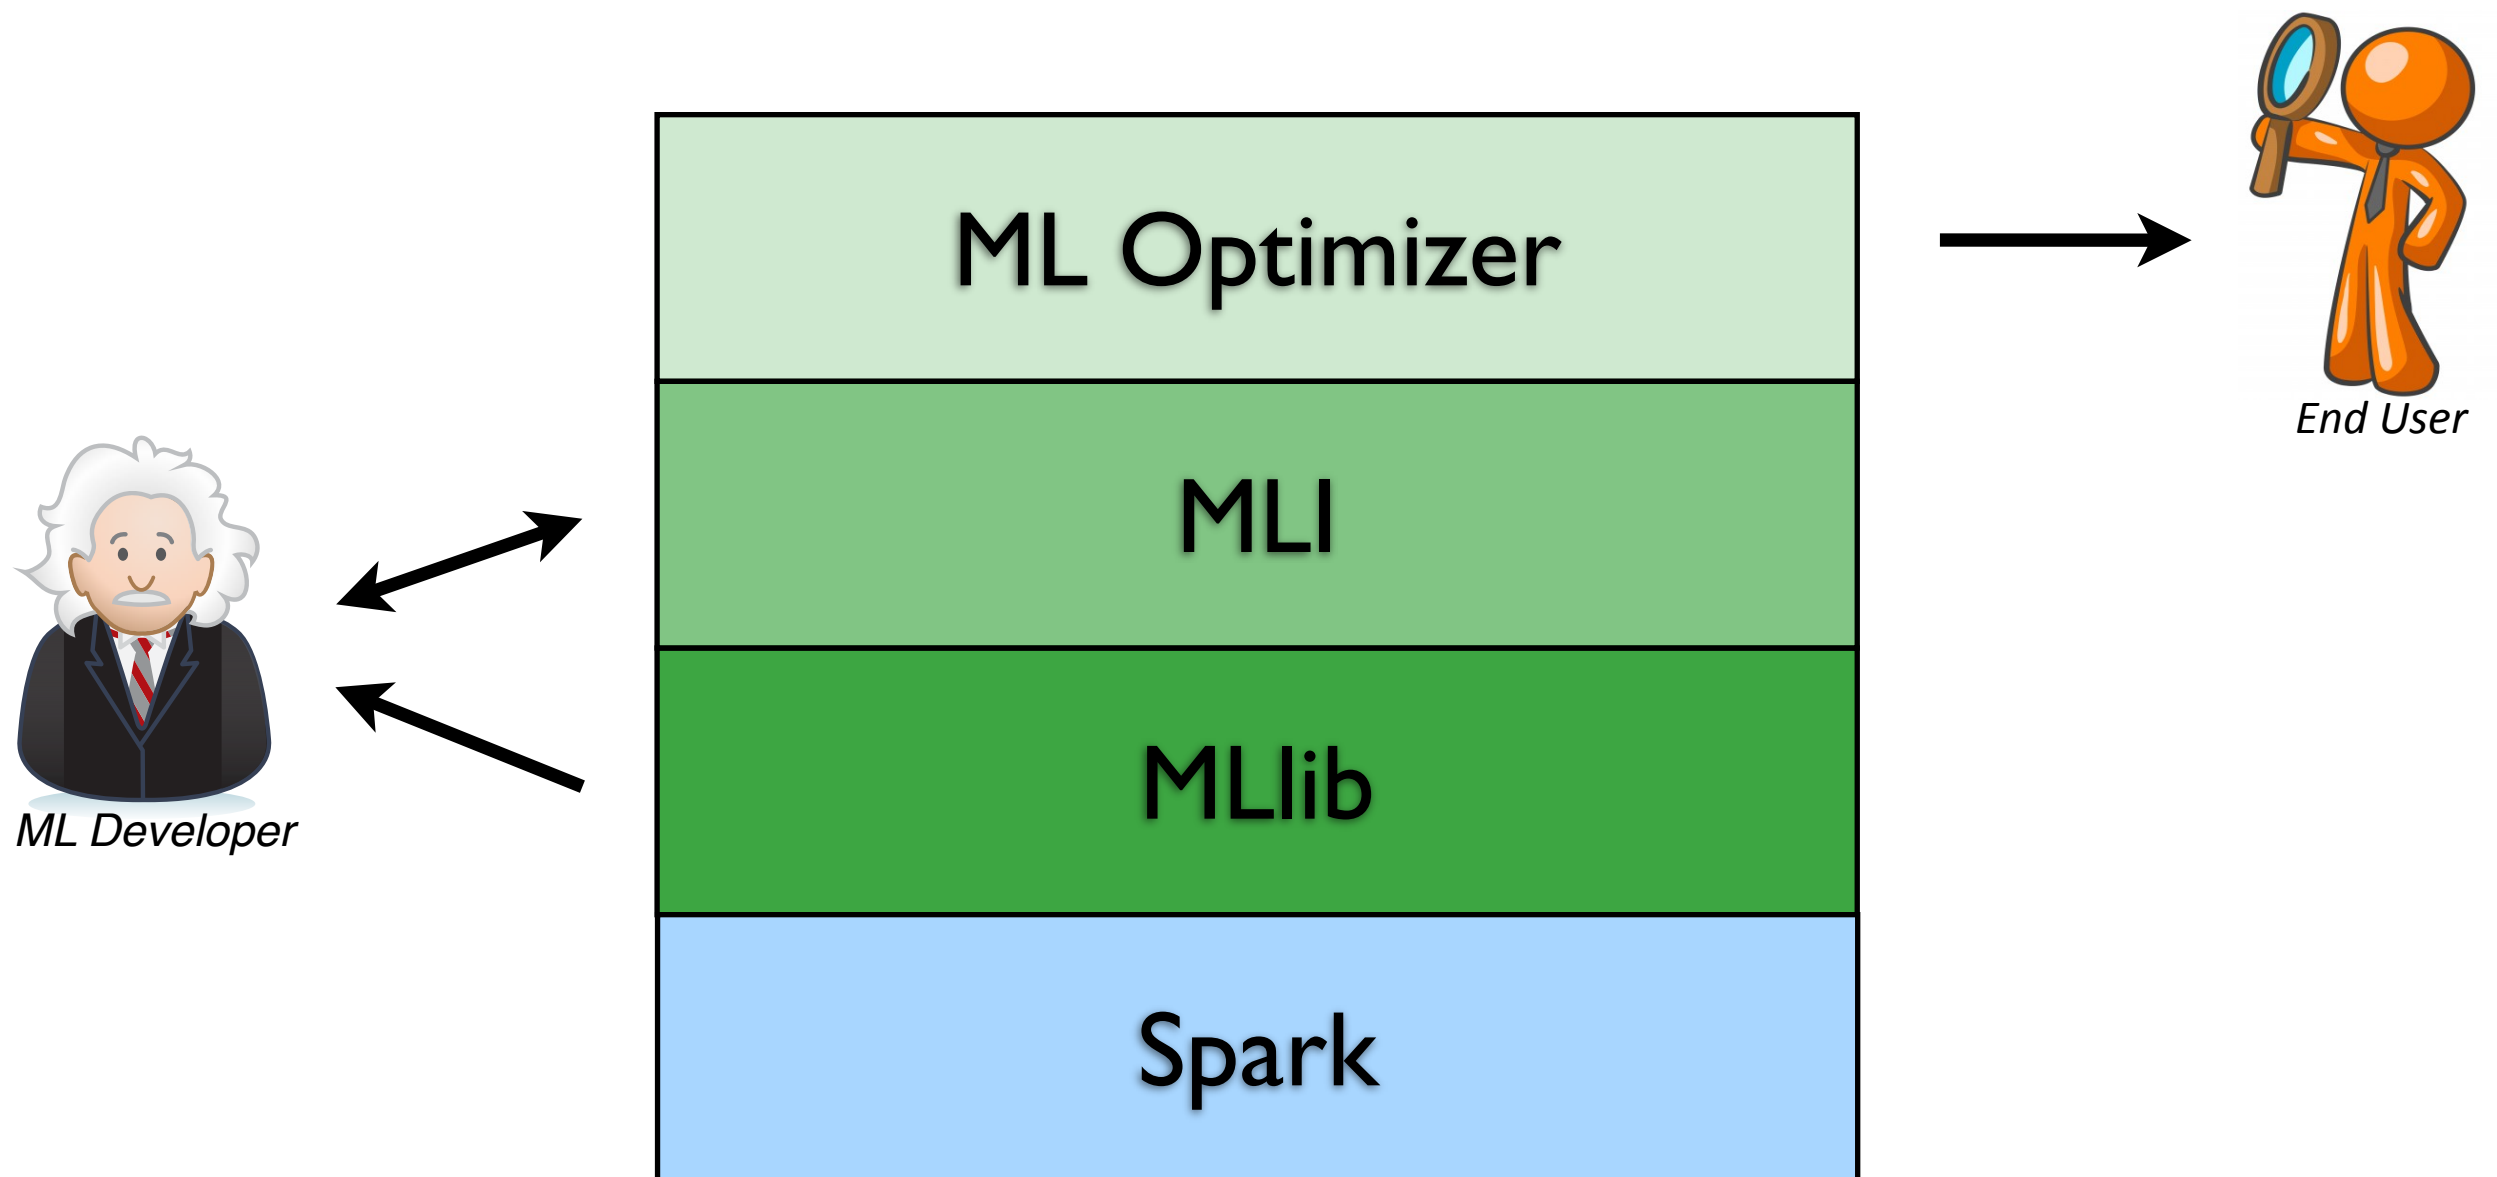 ML Optimizer
End User
MLI
MLlib
ML Developer
Spark